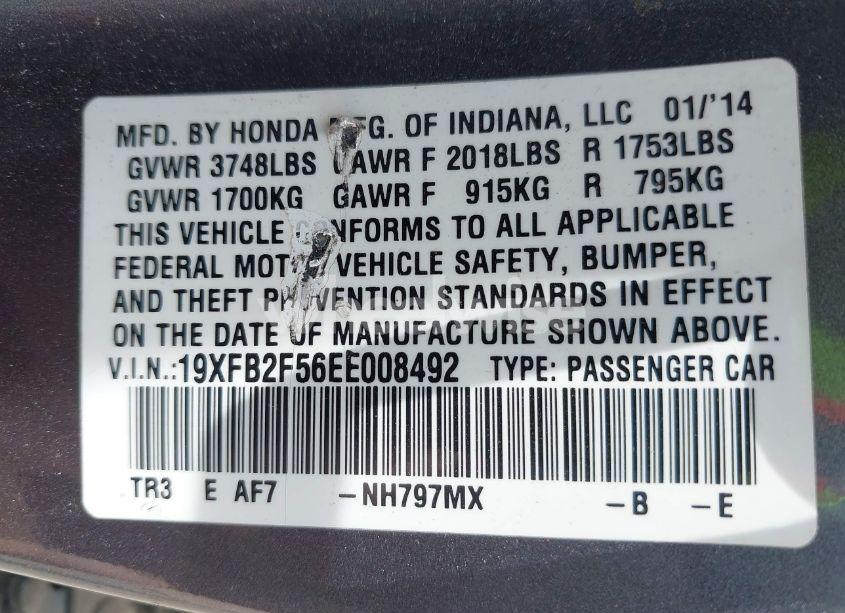 MFD. BY HONDA MFG. OF INDIANA, LLC 01/'14
GVWR 3748LBS GAWR F 2018LBS R 1753LBS
GVWR 1700KG GAWR F 915KG R 795KG
THIS VEHICLE CONFORMS TO ALL APPLICABLE
FEDERAL MOTOR VEHICLE SAFETY, BUMPER,
AND THEFT PREVENTION STANDARDS IN EFFECT
ON THE DATE OF MANUFACTURE SHOWN ABOVE.
V.I.N.:19XFB2F56EE008492 TYPE: PASSENGER CAR
TR3 E AF7 -NH797MX -B -E